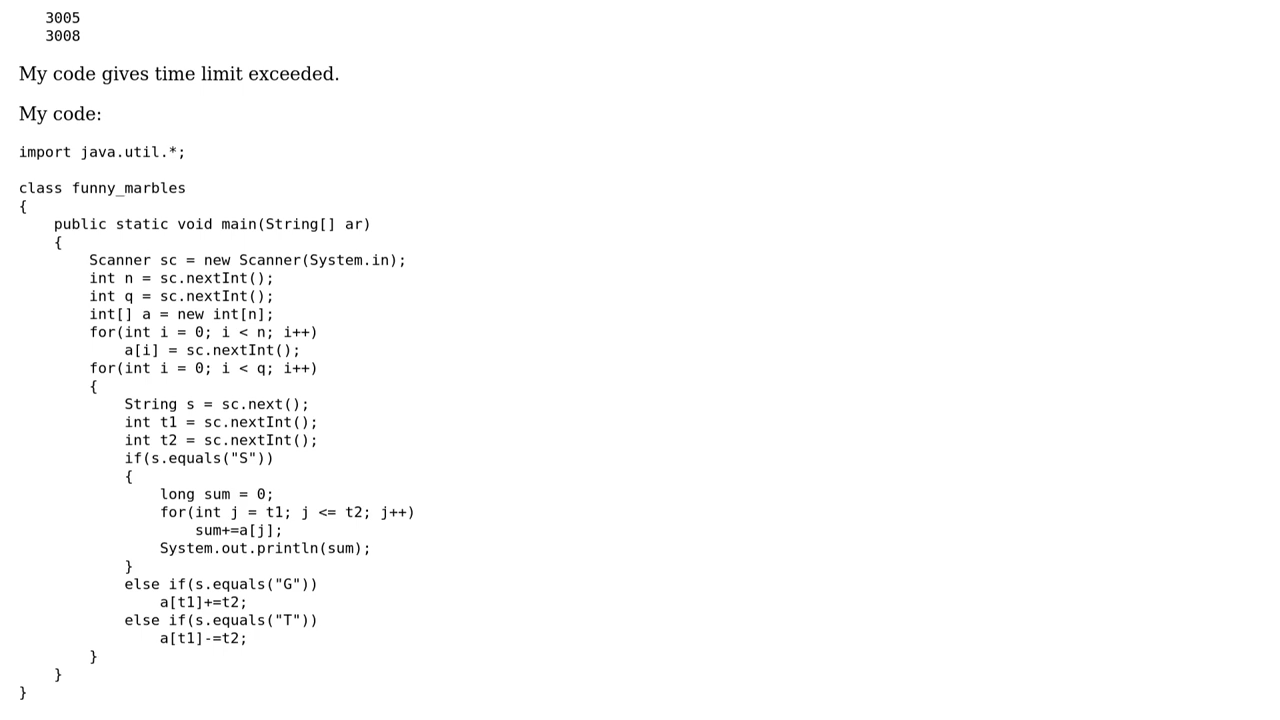 3005
3008
My code gives time limit exceeded.
My code:
import java.util.*;
class funny_marbles
{
    public static void main(String[] ar)
    {
        Scanner sc = new Scanner(System.in);
        int n = sc.nextInt();
        int q = sc.nextInt();
        int[] a = new int[n];
        for(int i = 0; i < n; i++)
            a[i] = sc.nextInt();
        for(int i = 0; i < q; i++)
        {
            String s = sc.next();
            int t1 = sc.nextInt();
            int t2 = sc.nextInt();
            if(s.equals("S"))
            {
                long sum = 0;
                for(int j = t1; j <= t2; j++)
                    sum+=a[j];
                System.out.println(sum);
            }
            else if(s.equals("G"))
                a[t1]+=t2;
            else if(s.equals("T"))
                a[t1]-=t2;
        }
    }
}